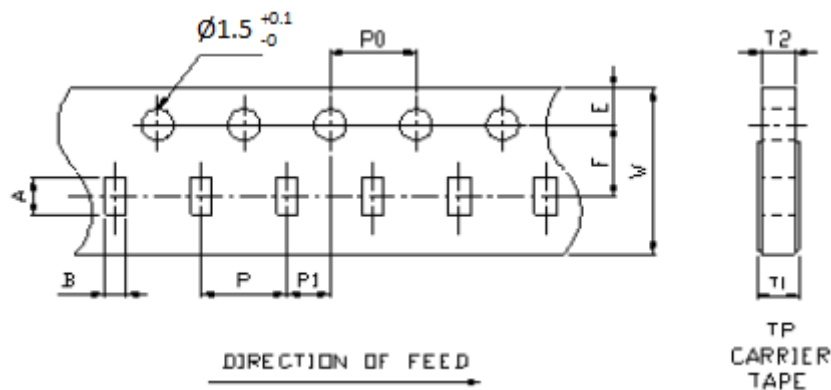 Ø1.5 +0.1 -0
P0
T2
E
F
W
A
B
P
P1
T1
DIRECTION OF FEED
TP
CARRIER
TAPE